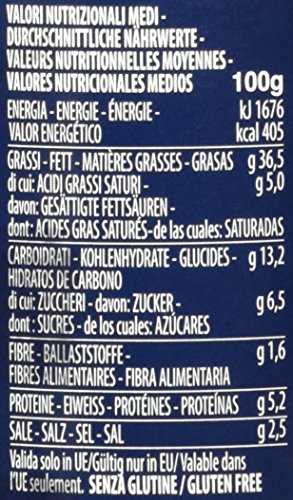 VALORI NUTRIZIONALI MEDI -
DURCHSCHNITTLICHE NÄHRWERTE -
VALEURS NUTRITIONNELLES MOYENNES -
VALORES NUTRICIONALES MEDIOS 100g
ENERGIA - ENERGIE - ÉNERGIE - kJ 1676
VALOR ENERGÉTICO kcal 405
GRASSI - FETT - MATIÈRES GRASSES - GRASAS g 36,5
di cui: ACIDI GRASSI SATURI - g 5,0
davon: GESÄTTIGTE FETTSÄUREN -
dont: ACIDES GRAS SATURÉS - de las cuales: SATURADAS
CARBOIDRATI - KOHLENHYDRATE - GLUCIDES - g 13,2
HIDRATOS DE CARBONO
di cui: ZUCCHERI - davon: ZUCKER - g 6,5
dont : SUCRES - de los cuales: AZÚCARES
FIBRE - BALLASTSTOFFE - g 1,6
FIBRES ALIMENTAIRES - FIBRA ALIMENTARIA
PROTEINE - EIWEISS - PROTÉINES - PROTEÍNAS g 5,2
SALE - SALZ - SEL - SAL g 2,5
Valida solo in UE/Gültig nur in EU/ Valable dans
l'UE seulement. SENZA GLUTINE / GLUTEN FREE